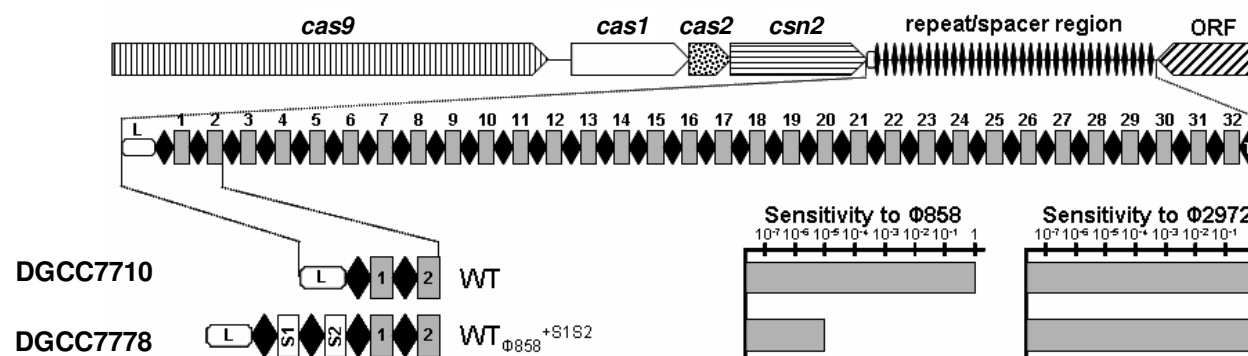 cas9 cas1 cas2 csn2 repeat/spacer region ORF
L 1 2 3 4 5 6 7 8 9 10 11 12 13 14 15 16 17 18 19 20 21 22 23 24 25 26 27 28 29 30 31 32
Sensitivity to Φ858 Sensitivity to Φ2972
10⁻⁷ 10⁻⁶ 10⁻⁵ 10⁻⁴ 10⁻³ 10⁻² 10⁻¹ 1 10⁻⁷ 10⁻⁶ 10⁻⁵ 10⁻⁴ 10⁻³ 10⁻² 10⁻¹
DGCC7710 L 1 2 WT
DGCC7778 L S1 S2 1 2 WTΦ858+S1S2